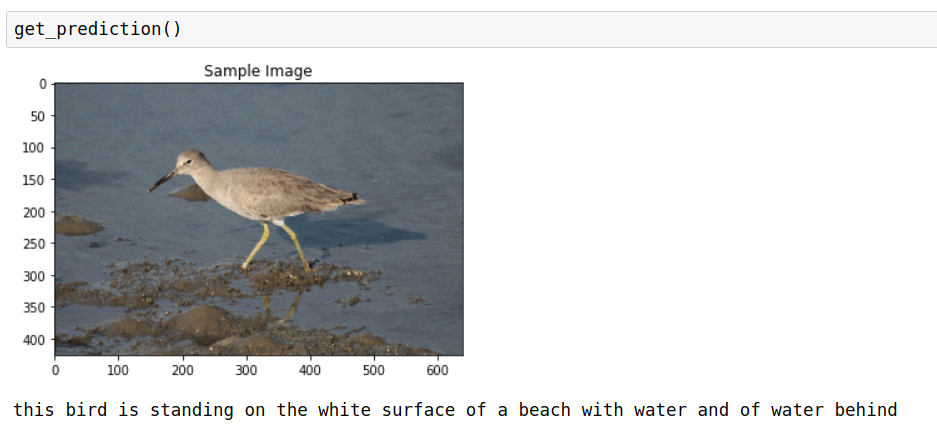 get_prediction()
Sample Image
0
50
100
150
200
250
300
350
400
0 100 200 300 400 500 600
this bird is standing on the white surface of a beach with water and of water behind